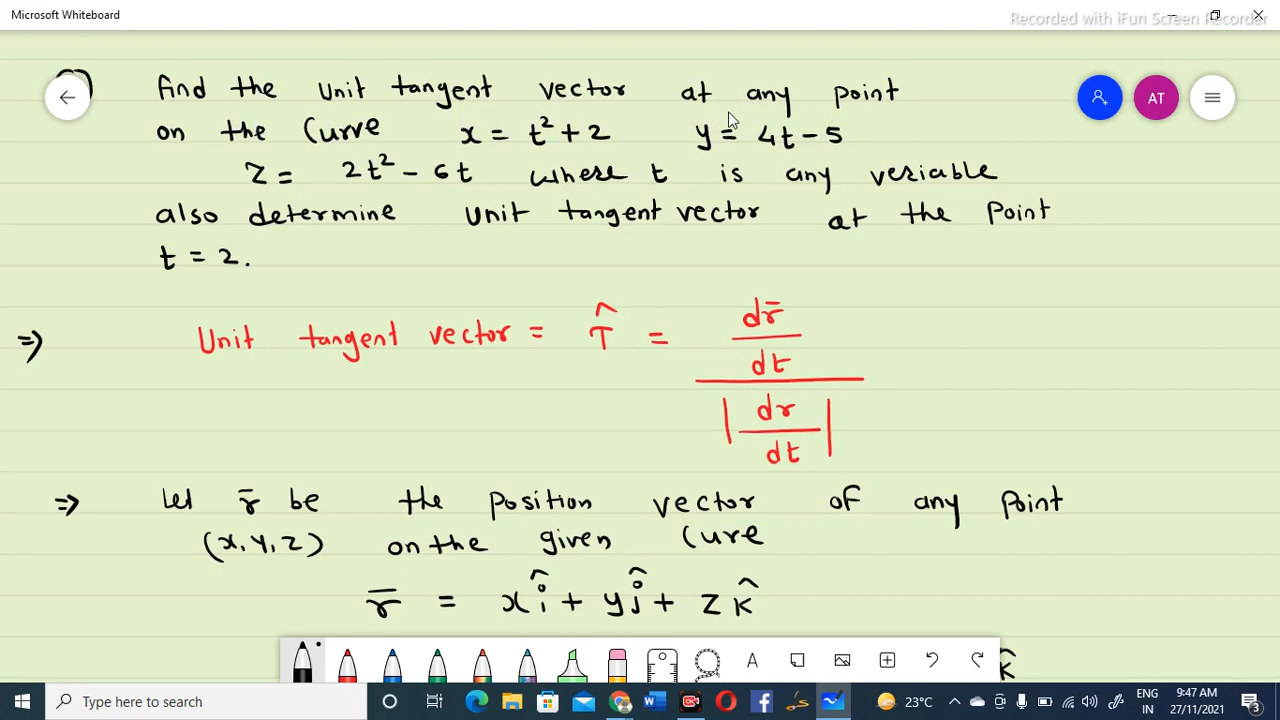 Microsoft Whiteboard
Recorded with iFun Screen Recorder
find the Unit tangent vector at any point
on the Curve x = t² + 2 y = 4t - 5
z = 2t² - 6t where t is any veriable
also determine Unit tangent vector at the Point
t = 2.
AT
⇒ Unit tangent vector = T̂ = (dr̄/dt) / |dr/dt|
⇒ Let r̄ be the position vector of any Point
(x, y, z) on the given Cure
r̄ = xî + yĵ + zk̂
k̂
Type here to search
23°C
ENG
IN
9:47 AM
27/11/2021
3